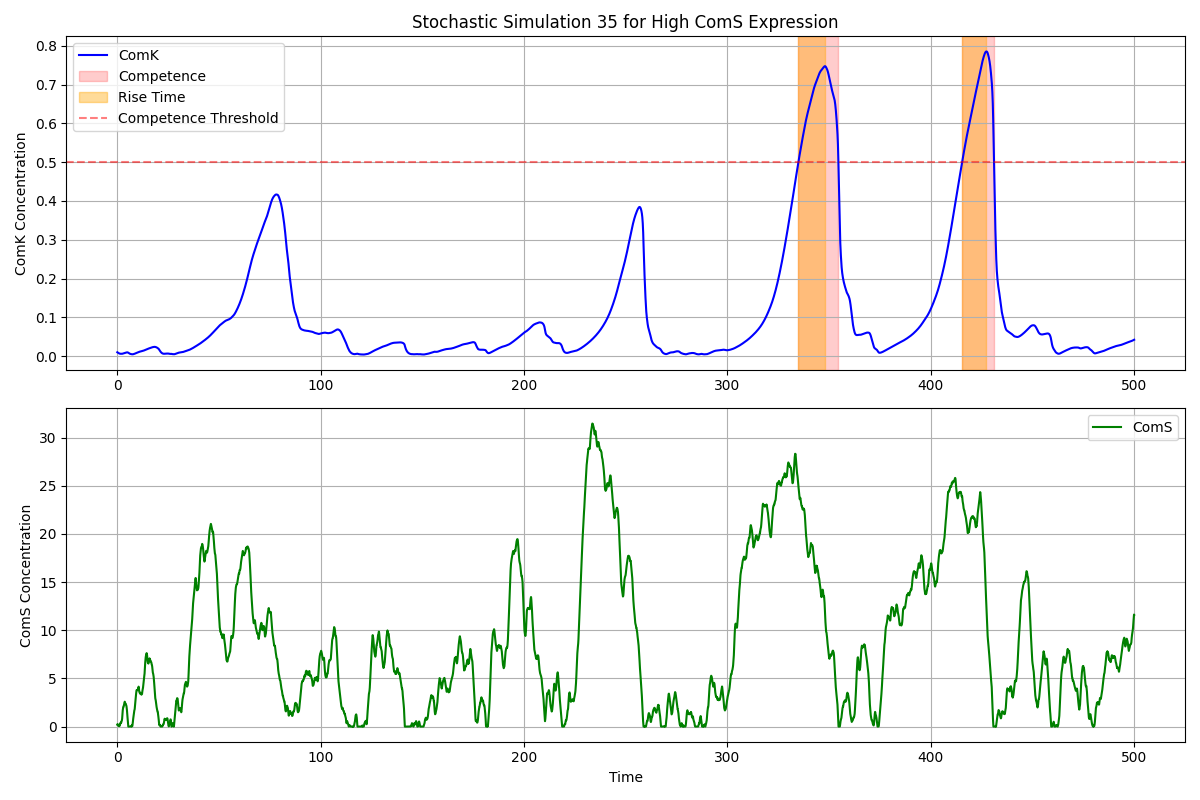 Stochastic Simulation 35 for High ComS Expression
ComK
Competence
Rise Time
Competence Threshold
ComK Concentration
0.8
0.7
0.6
0.5
0.4
0.3
0.2
0.1
0.0
0 100 200 300 400 500
ComS
ComS Concentration
30
25
20
15
10
5
0
0 100 200 300 400 500
Time